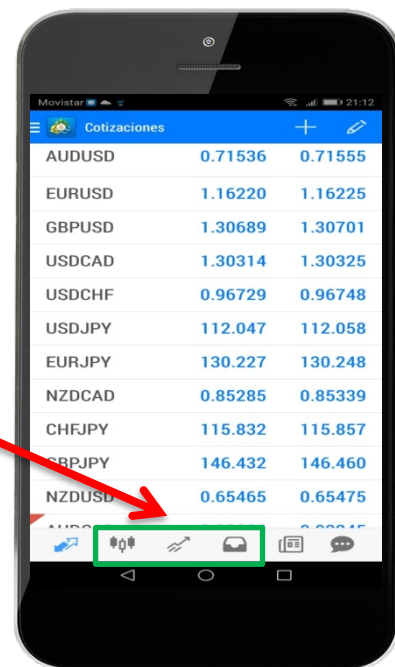 Movistar 21:12
Cotizaciones
AUDUSD 0.71536 0.71555
EURUSD 1.16220 1.16225
GBPUSD 1.30689 1.30701
USDCAD 1.30314 1.30325
USDCHF 0.96729 0.96748
USDJPY 112.047 112.058
EURJPY 130.227 130.248
NZDCAD 0.85285 0.85339
CHFJPY 115.832 115.857
GBPJPY 146.432 146.460
NZDUSD 0.65465 0.65475